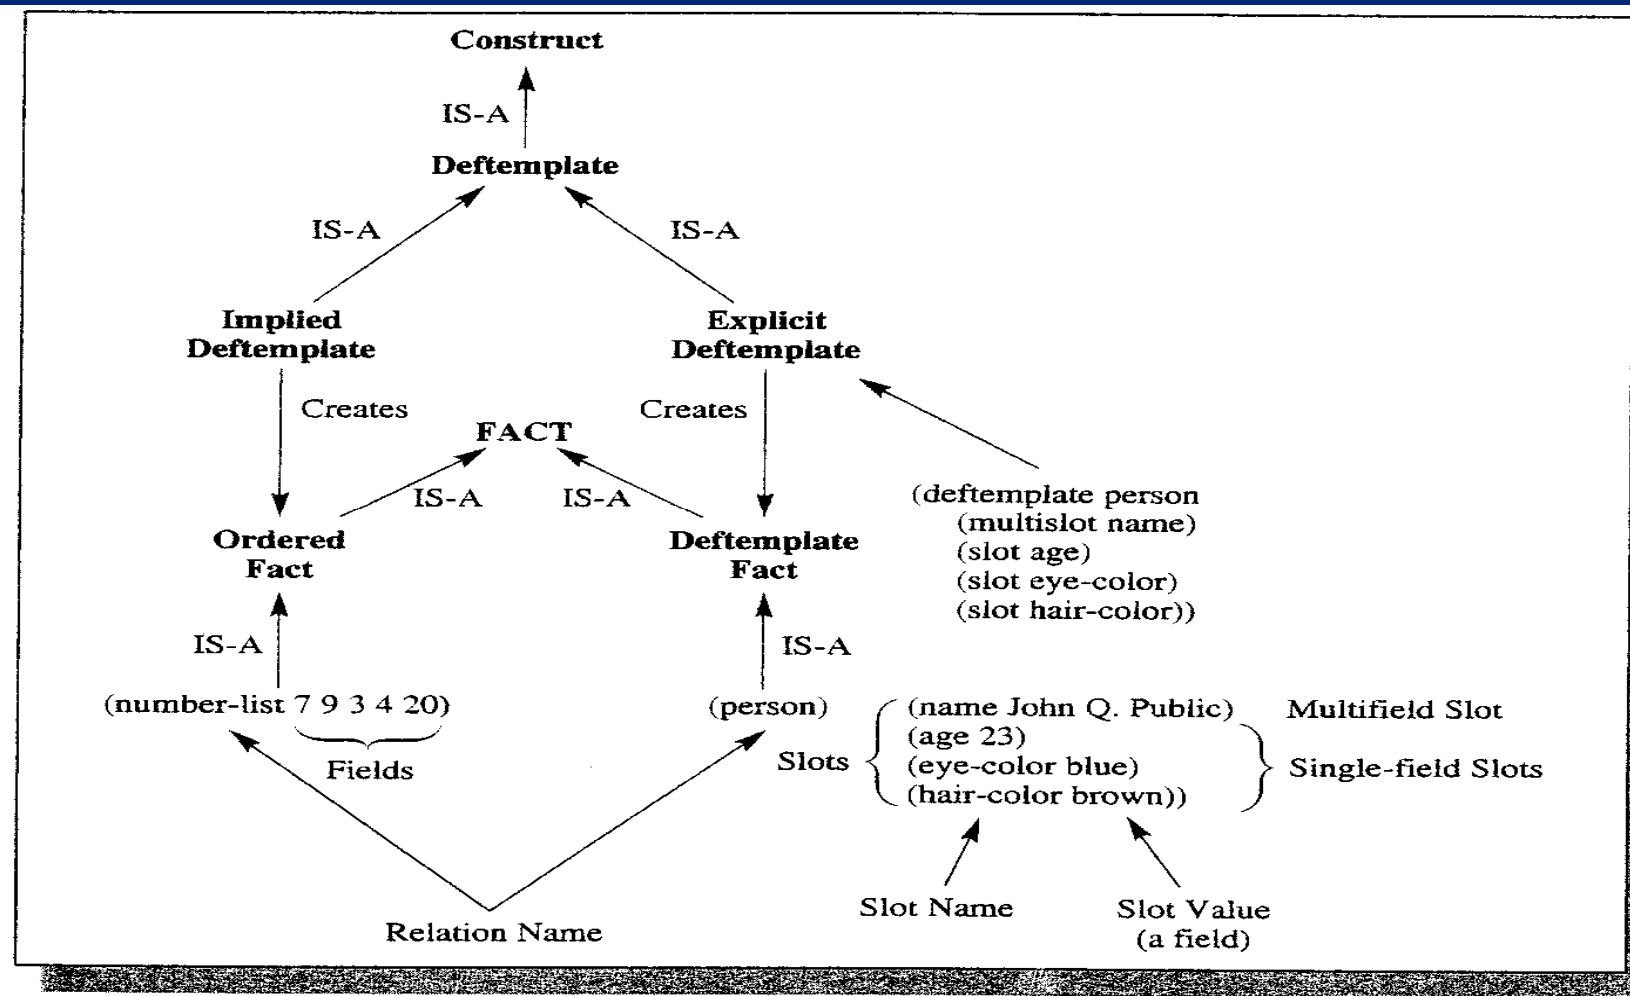 Construct
IS-A
Deftemplate
IS-A IS-A
Implied Explicit
Deftemplate Deftemplate
Creates Creates
FACT
IS-A IS-A
(deftemplate person
(multislot name)
(slot age)
(slot eye-color)
(slot hair-color))
Ordered Deftemplate
Fact Fact
IS-A IS-A
(number-list 7 9 3 4 20) (person) (name John Q. Public) Multifield Slot
(age 23)
Fields Slots (eye-color blue) Single-field Slots
(hair-color brown))
Slot Name Slot Value
Relation Name (a field)